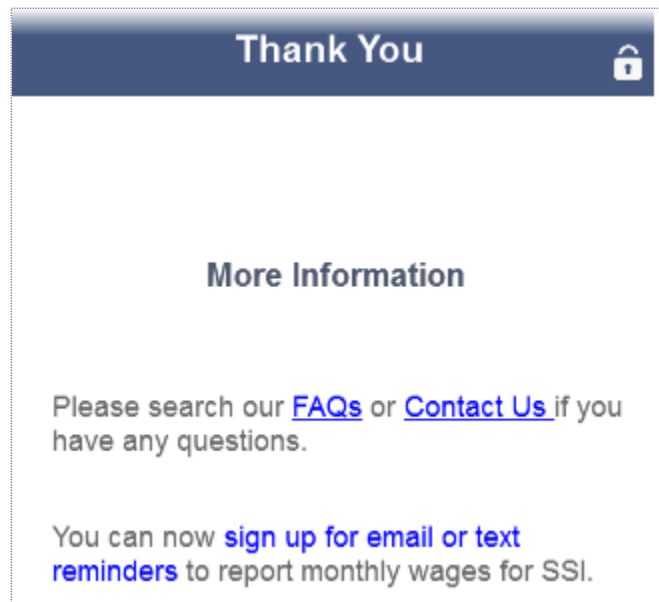 Thank You
More Information
Please search our FAQs or Contact Us if you
have any questions.
You can now sign up for email or text
reminders to report monthly wages for SSI.